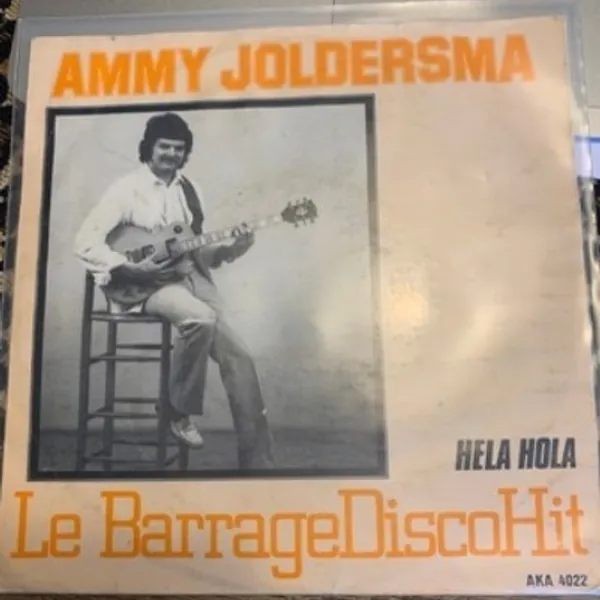 AMMY JOLDERSMA
HELA HOLA
Le BarrageDiscoHit
AKA 4022